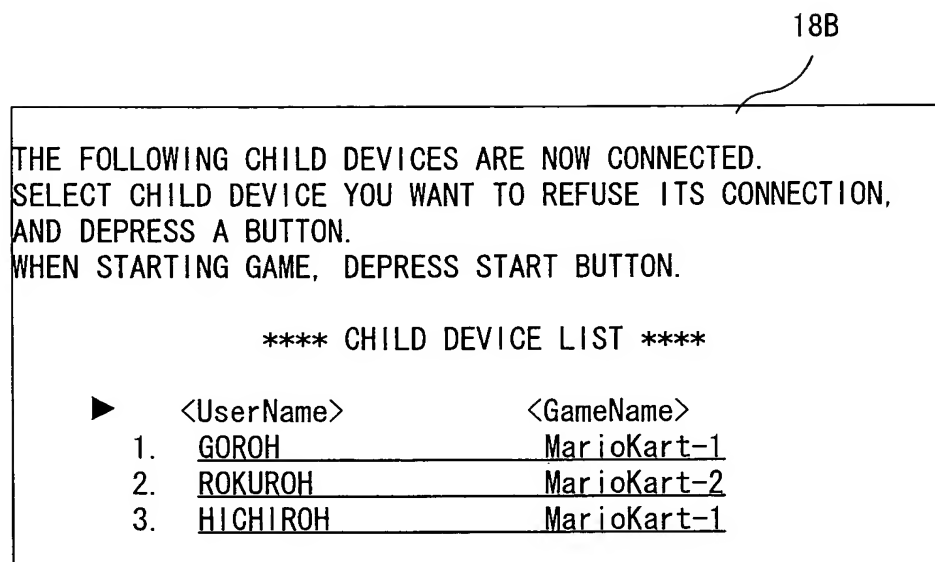 18B
THE FOLLOWING CHILD DEVICES ARE NOW CONNECTED.
SELECT CHILD DEVICE YOU WANT TO REFUSE ITS CONNECTION,
AND DEPRESS A BUTTON.
WHEN STARTING GAME, DEPRESS START BUTTON.
**** CHILD DEVICE LIST ****
▶ <UserName> <GameName>
1. GOROH MarioKart-1
2. ROKUROH MarioKart-2
3. HICHIROH MarioKart-1